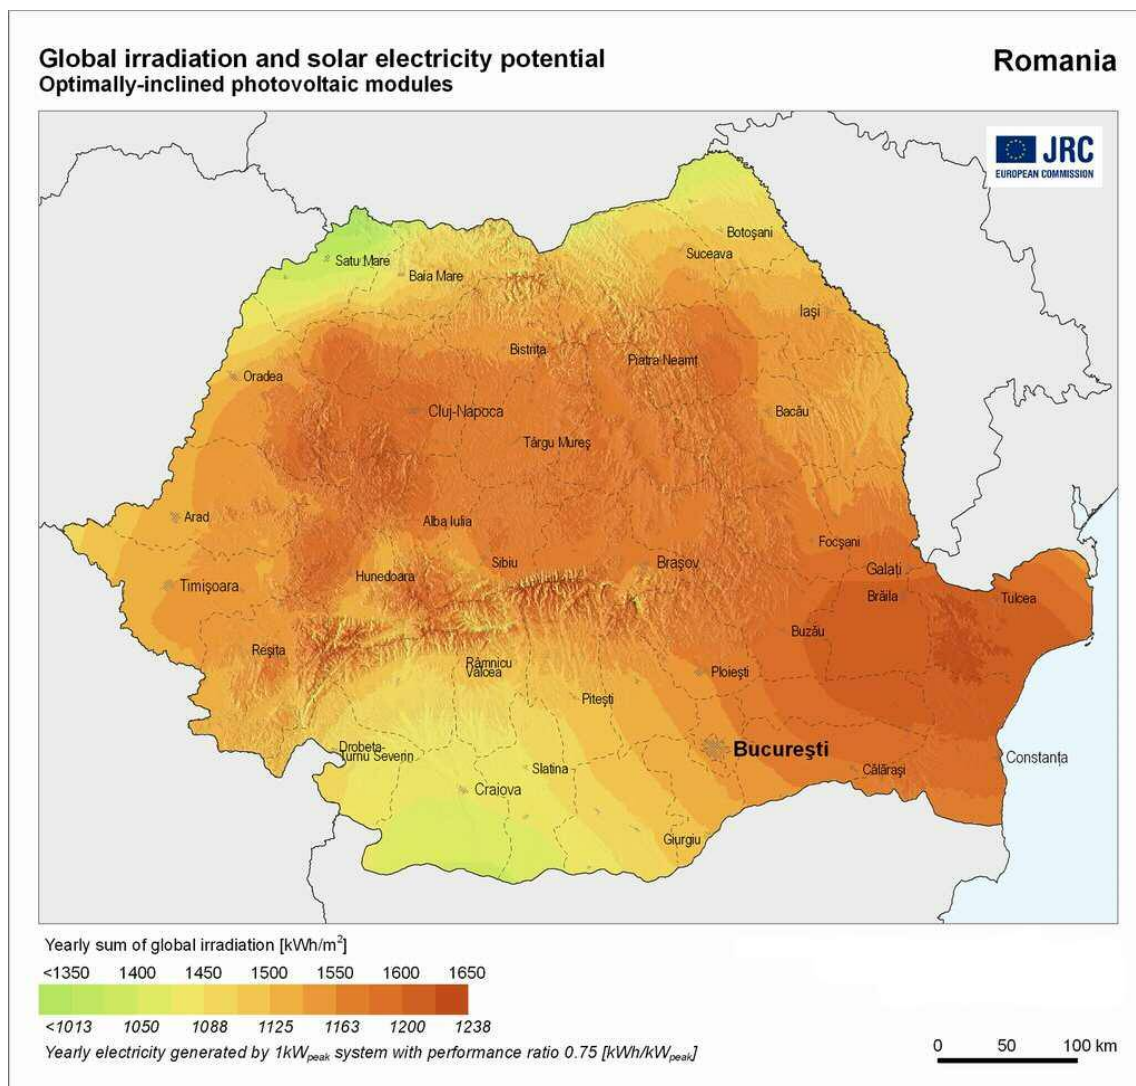 Global irradiation and solar electricity potential
Optimally-inclined photovoltaic modules
Romania
JRC
EUROPEAN COMMISSION
Botoşani
Suceava
Satu Mare
Baia Mare
Iaşi
Bistriţa
Piatra Neamţ
Oradea
Cluj-Napoca
Bacău
Târgu Mureş
Arad
Alba Iulia
Focşani
Sibiu
Braşov
Galaţi
Hunedoara
Timişoara
Brăila
Tulcea
Buzău
Reşita
Râmnicu
Vâlcea
Ploieşti
Piteşti
Drobeta-
Turnu Severin
Bucureşti
Constanţa
Slatina
Călăraşi
Craiova
Giurgiu
Yearly sum of global irradiation [kWh/m²]
<1350 1400 1450 1500 1550 1600 1650
<1013 1050 1088 1125 1163 1200 1238
Yearly electricity generated by 1kWpeak system with performance ratio 0.75 [kWh/kWpeak]
0 50 100 km